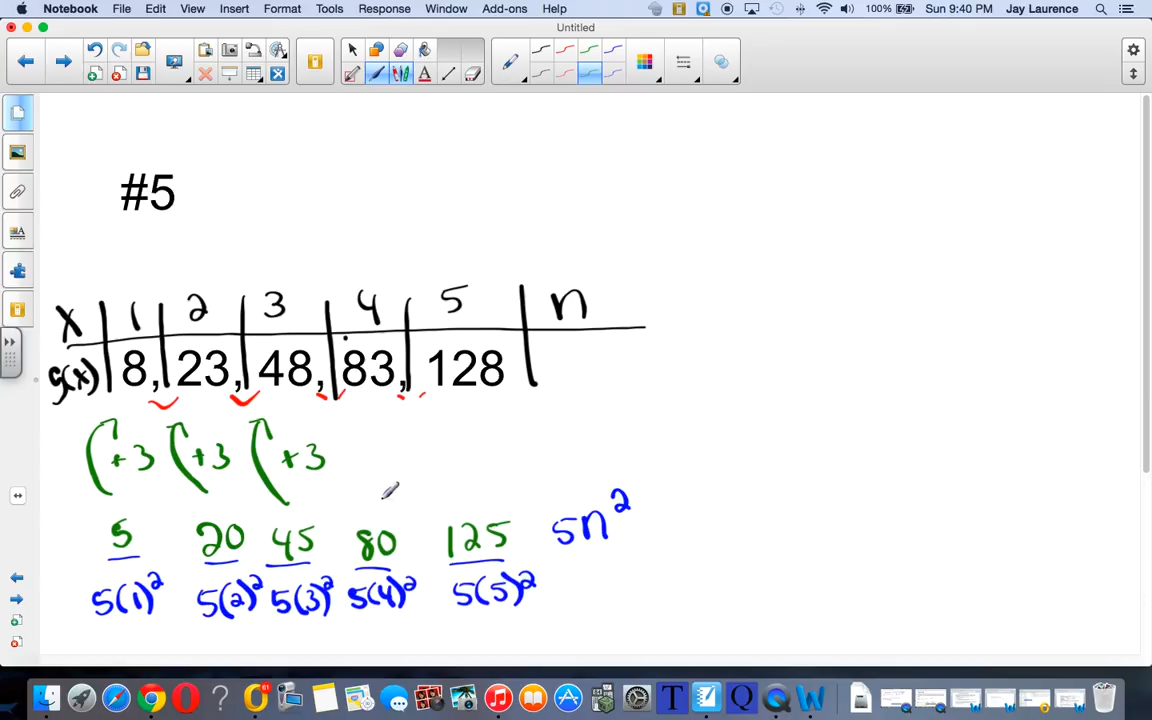 Notebook File Edit View Insert Format Tools Response Window Add-ons Help 100% Sun 9:40 PM Jay Laurence
Untitled
#5
x 1 2 3 4 5 n
g(x) 8, 23, 48, 83, 128
+3 +3 +3
5 20 45 80 125 5n²
5(1)² 5(2)² 5(3)² 5(4)² 5(5)²